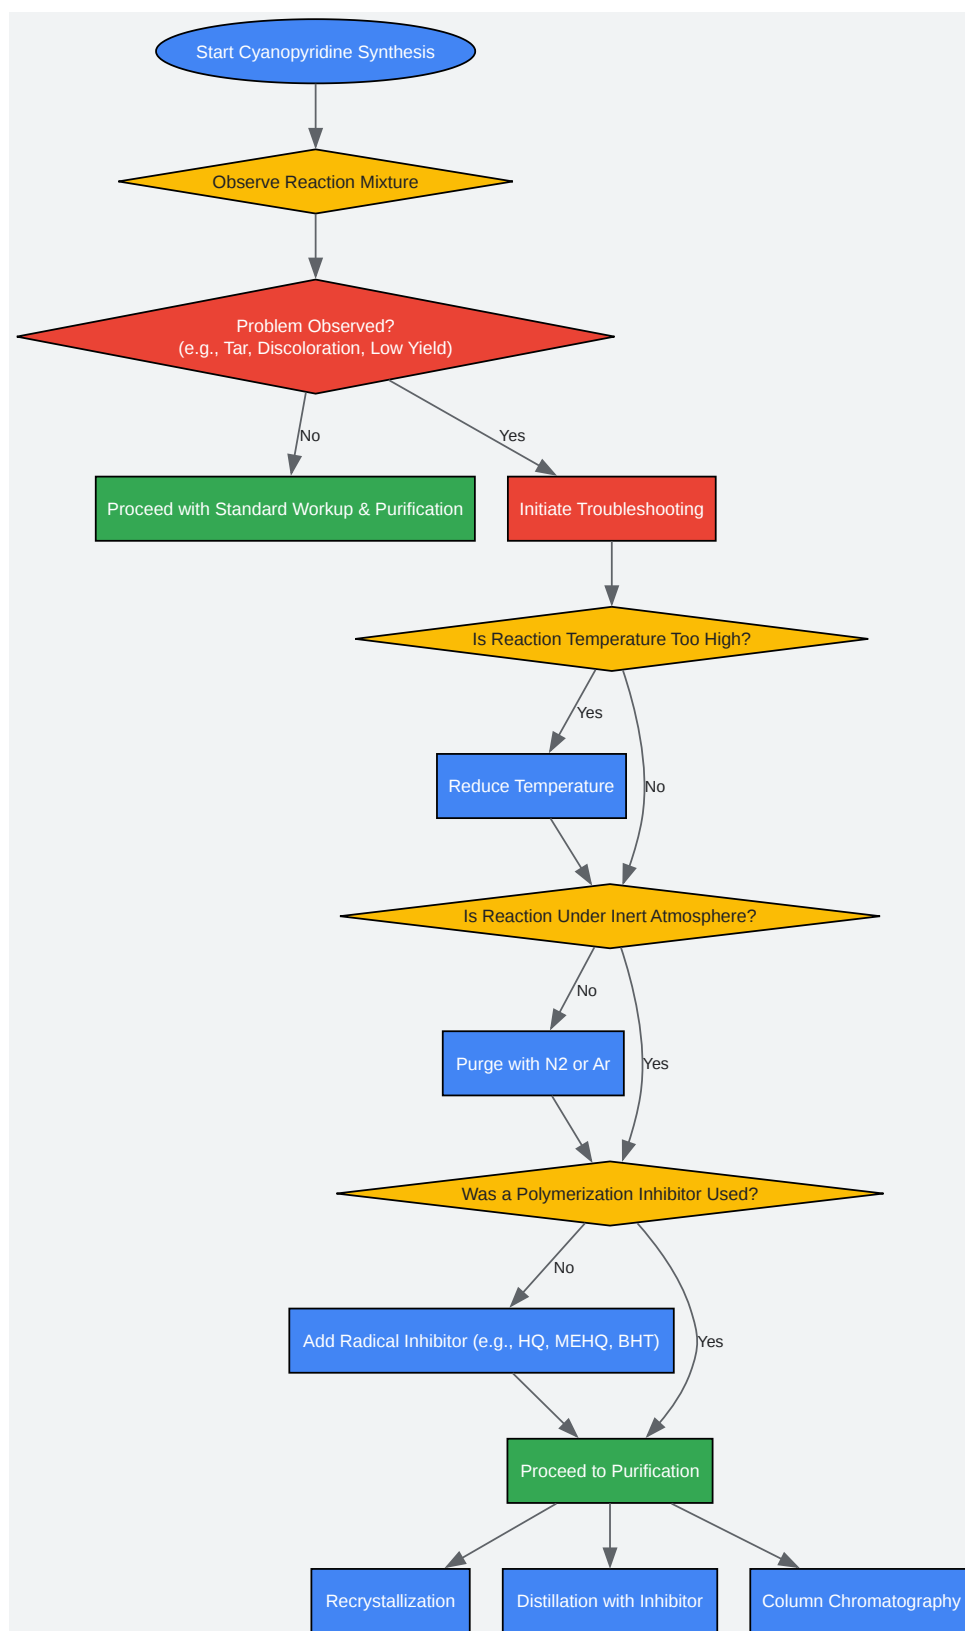 Start Cyanopyridine Synthesis
Observe Reaction Mixture
Problem Observed?
(e.g., Tar, Discoloration, Low Yield)
No
Yes
Proceed with Standard Workup & Purification
Initiate Troubleshooting
Is Reaction Temperature Too High?
Yes
Reduce Temperature
No
Is Reaction Under Inert Atmosphere?
No
Purge with N2 or Ar
Yes
Was a Polymerization Inhibitor Used?
No
Add Radical Inhibitor (e.g., HQ, MEHQ, BHT)
Yes
Proceed to Purification
Recrystallization
Distillation with Inhibitor
Column Chromatography